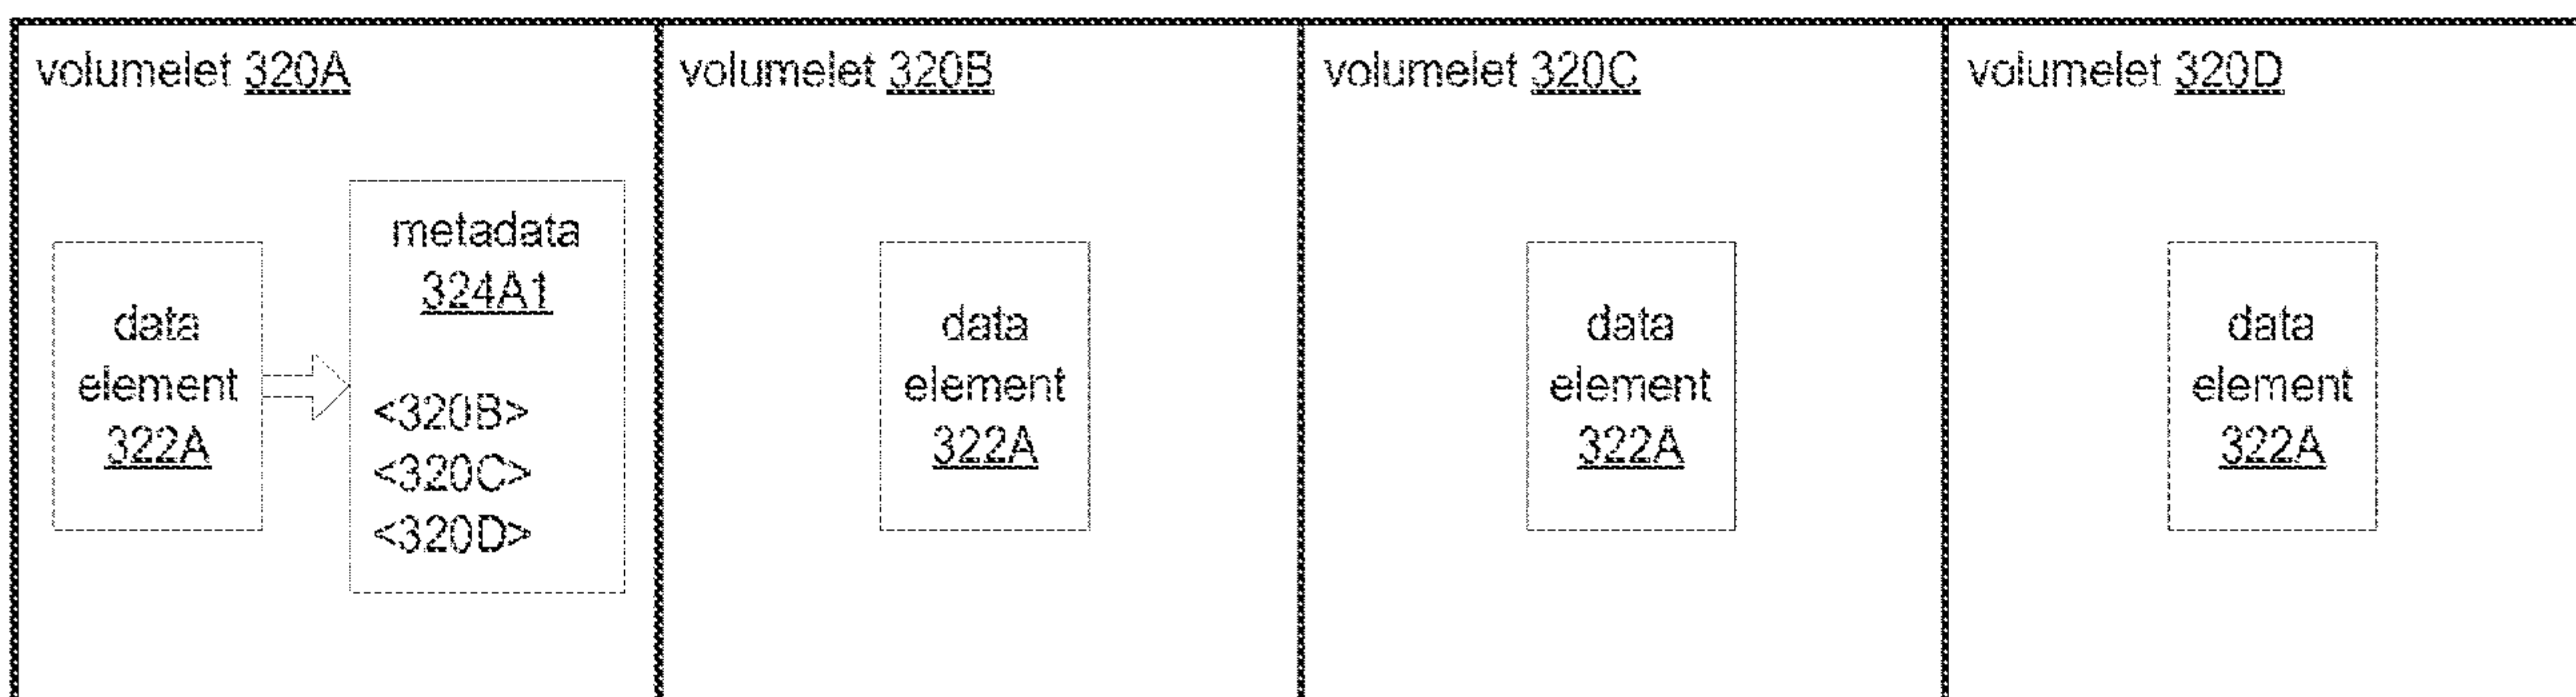 volumelet 320A
metadata
324A1
<320B>
<320C>
<320D>
data
element
322A
volumelet 320B
data
element
322A
volumelet 320C
data
element
322A
volumelet 320D
data
element
322A